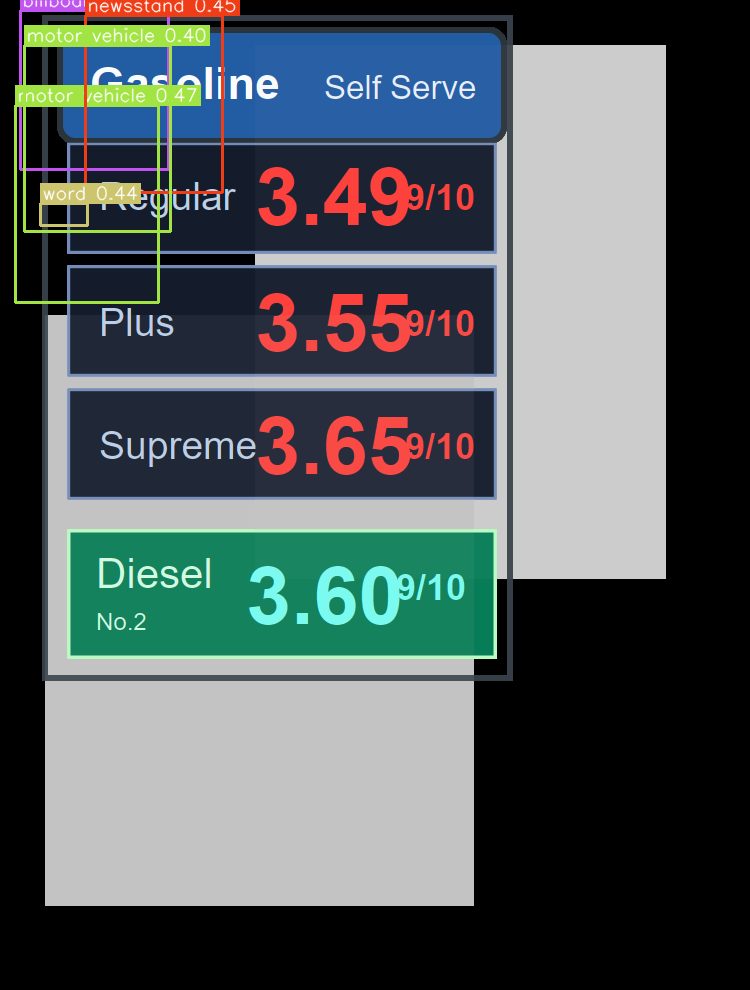 newsstand 0.45
motor vehicle 0.40
Gasoline Self Serve
motor vehicle 0.47
word 0.44
Regular 3.49 9/10
Plus 3.55 9/10
Supreme 3.65 9/10
Diesel 3.60 9/10
No.2